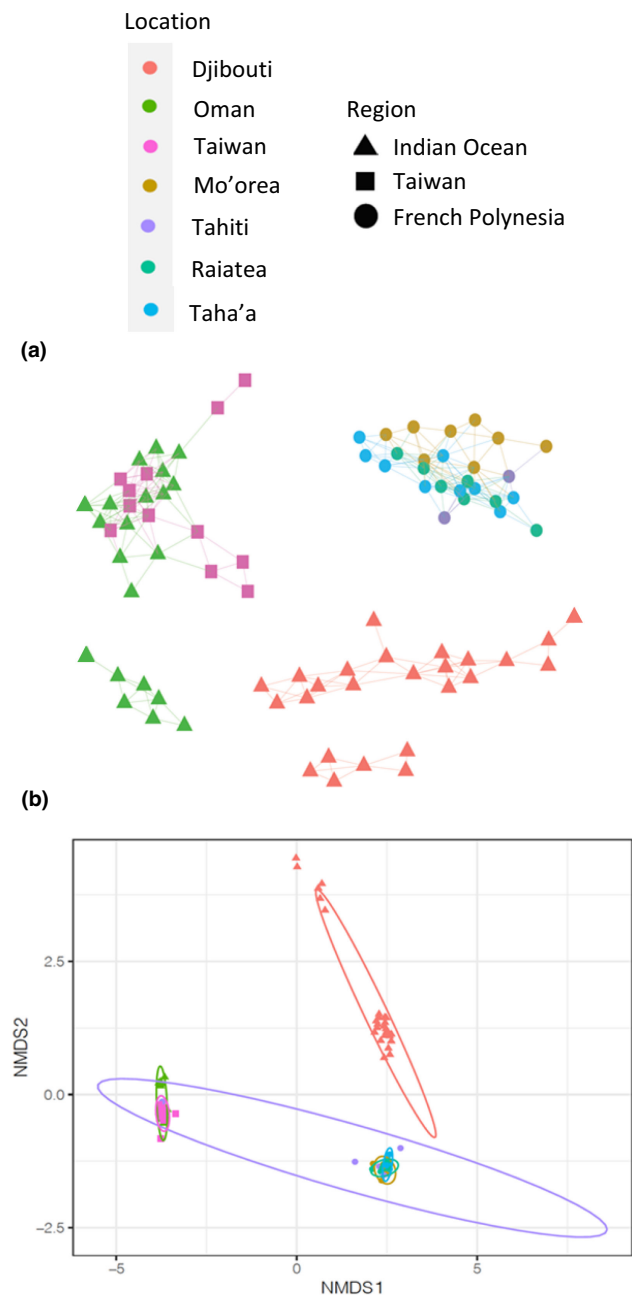 Location
Djibouti
Oman
Taiwan
Mo’orea
Tahiti
Raiatea
Taha’a
Region
Indian Ocean
Taiwan
French Polynesia
(a)
(b)
2.5
0.0
−2.5
NMDS2
−5
0
5
NMDS1